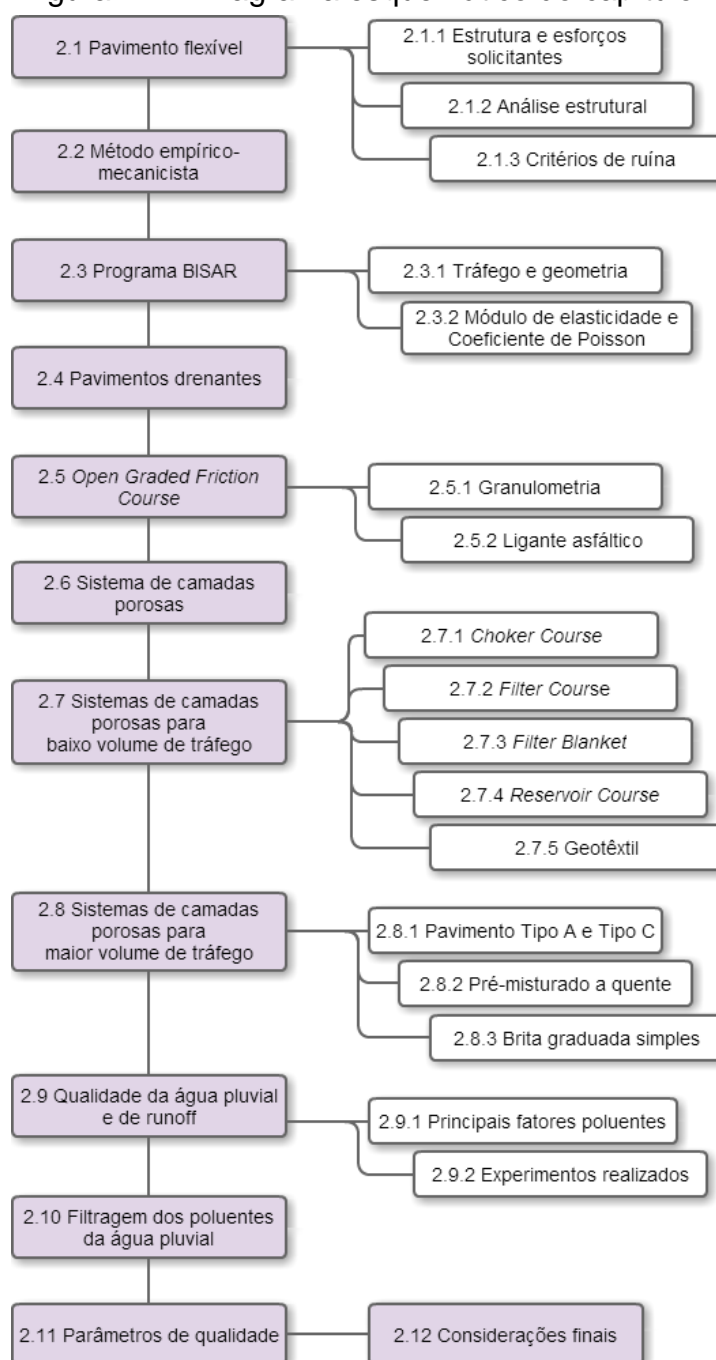 2.1 Pavimento flexível
2.1.1 Estrutura e esforços
solicitantes
2.1.2 Análise estrutural
2.1.3 Critérios de ruína
2.2 Método empírico-
mecanicista
2.3 Programa BISAR
2.3.1 Tráfego e geometria
2.3.2 Módulo de elasticidade e
Coeficiente de Poisson
2.4 Pavimentos drenantes
2.5 Open Graded Friction
Course
2.5.1 Granulometria
2.5.2 Ligante asfáltico
2.6 Sistema de camadas
porosas
2.7 Sistemas de camadas
porosas para
baixo volume de tráfego
2.7.1 Choker Course
2.7.2 Filter Course
2.7.3 Filter Blanket
2.7.4 Reservoir Course
2.7.5 Geotêxtil
2.8 Sistemas de camadas
porosas para
maior volume de tráfego
2.8.1 Pavimento Tipo A e Tipo C
2.8.2 Pré-misturado a quente
2.8.3 Brita graduada simples
2.9 Qualidade da água pluvial
e de runoff
2.9.1 Principais fatores poluentes
2.9.2 Experimentos realizados
2.10 Filtragem dos poluentes
da água pluvial
2.11 Parâmetros de qualidade
2.12 Considerações finais